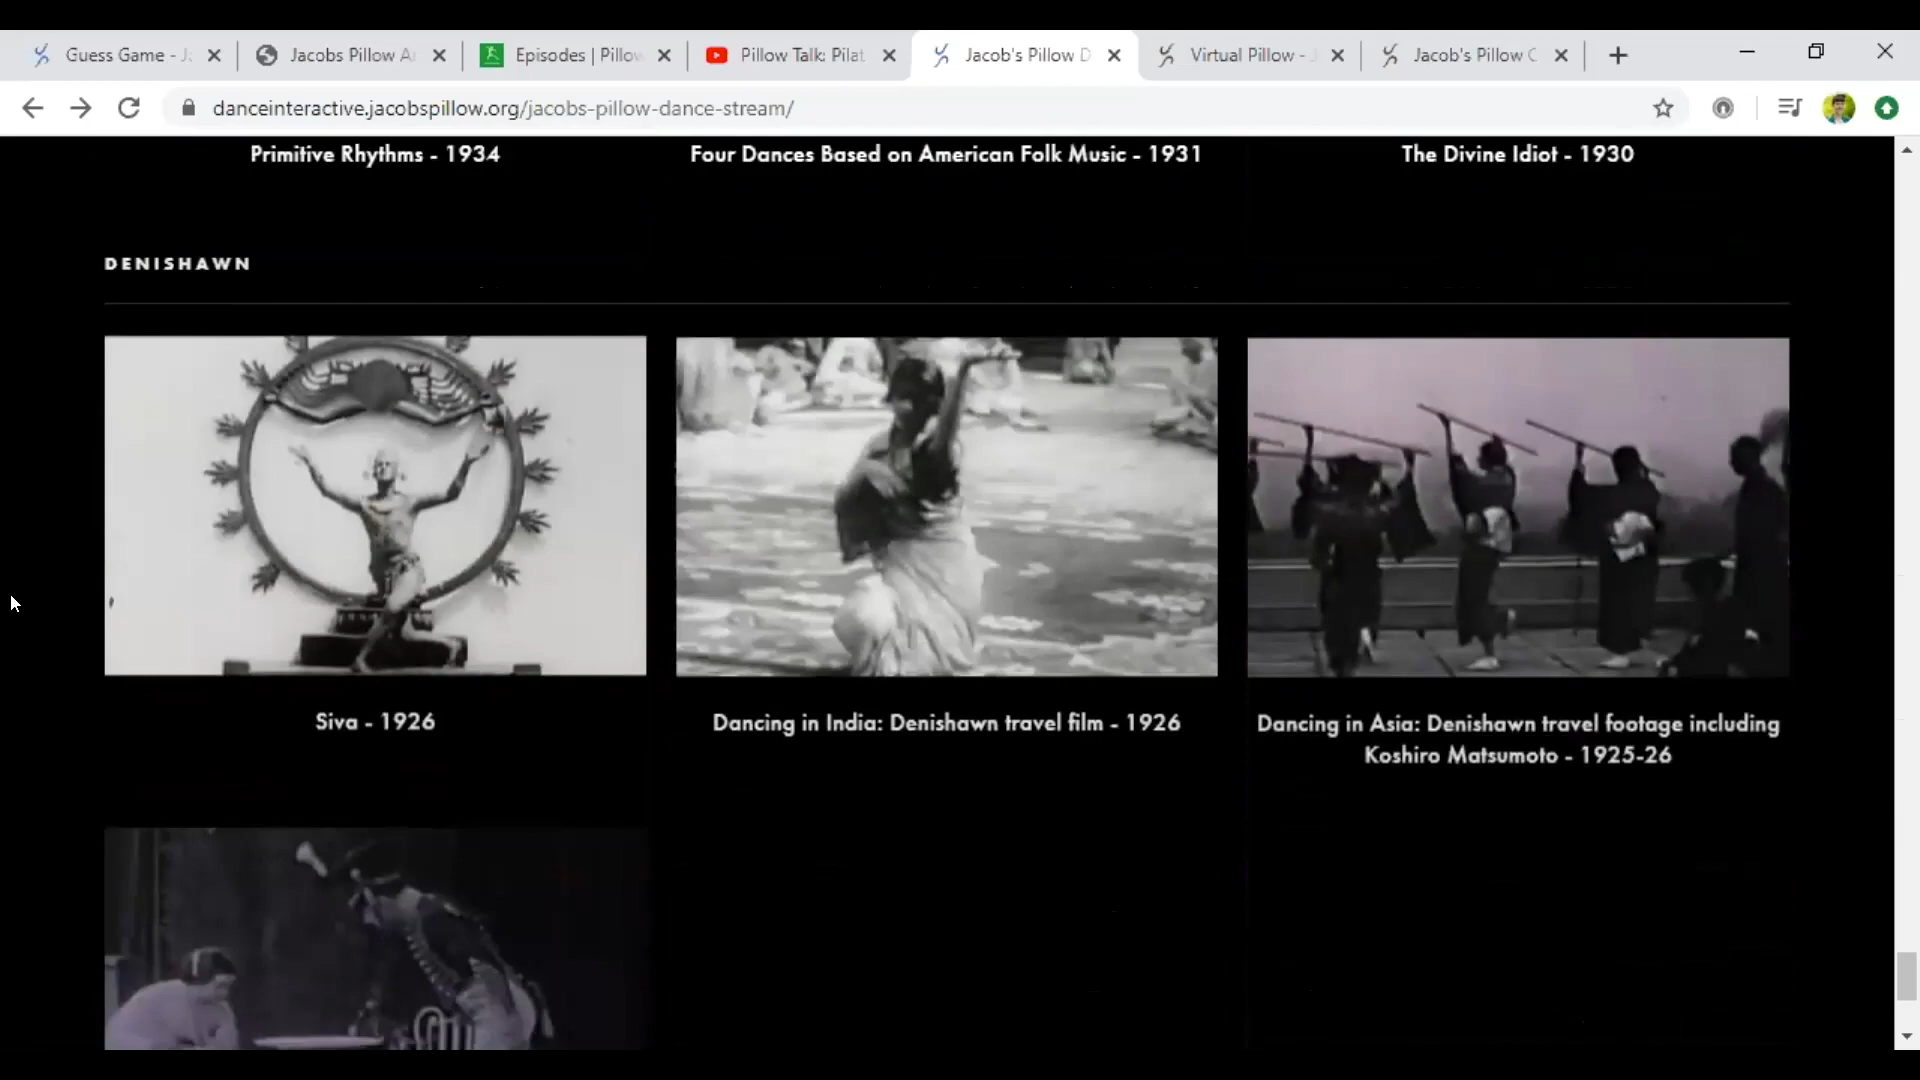 Guess Game - J
Jacobs Pillow Ar
Episodes | Pillow
Pillow Talk: Pilat
Jacob's Pillow D
Virtual Pillow - J
Jacob's Pillow C
danceinteractive.jacobspillow.org/jacobs-pillow-dance-stream/
Primitive Rhythms - 1934
Four Dances Based on American Folk Music - 1931
The Divine Idiot - 1930
DENISHAWN
Siva - 1926
Dancing in India: Denishawn travel film - 1926
Dancing in Asia: Denishawn travel footage including
Koshiro Matsumoto - 1925-26